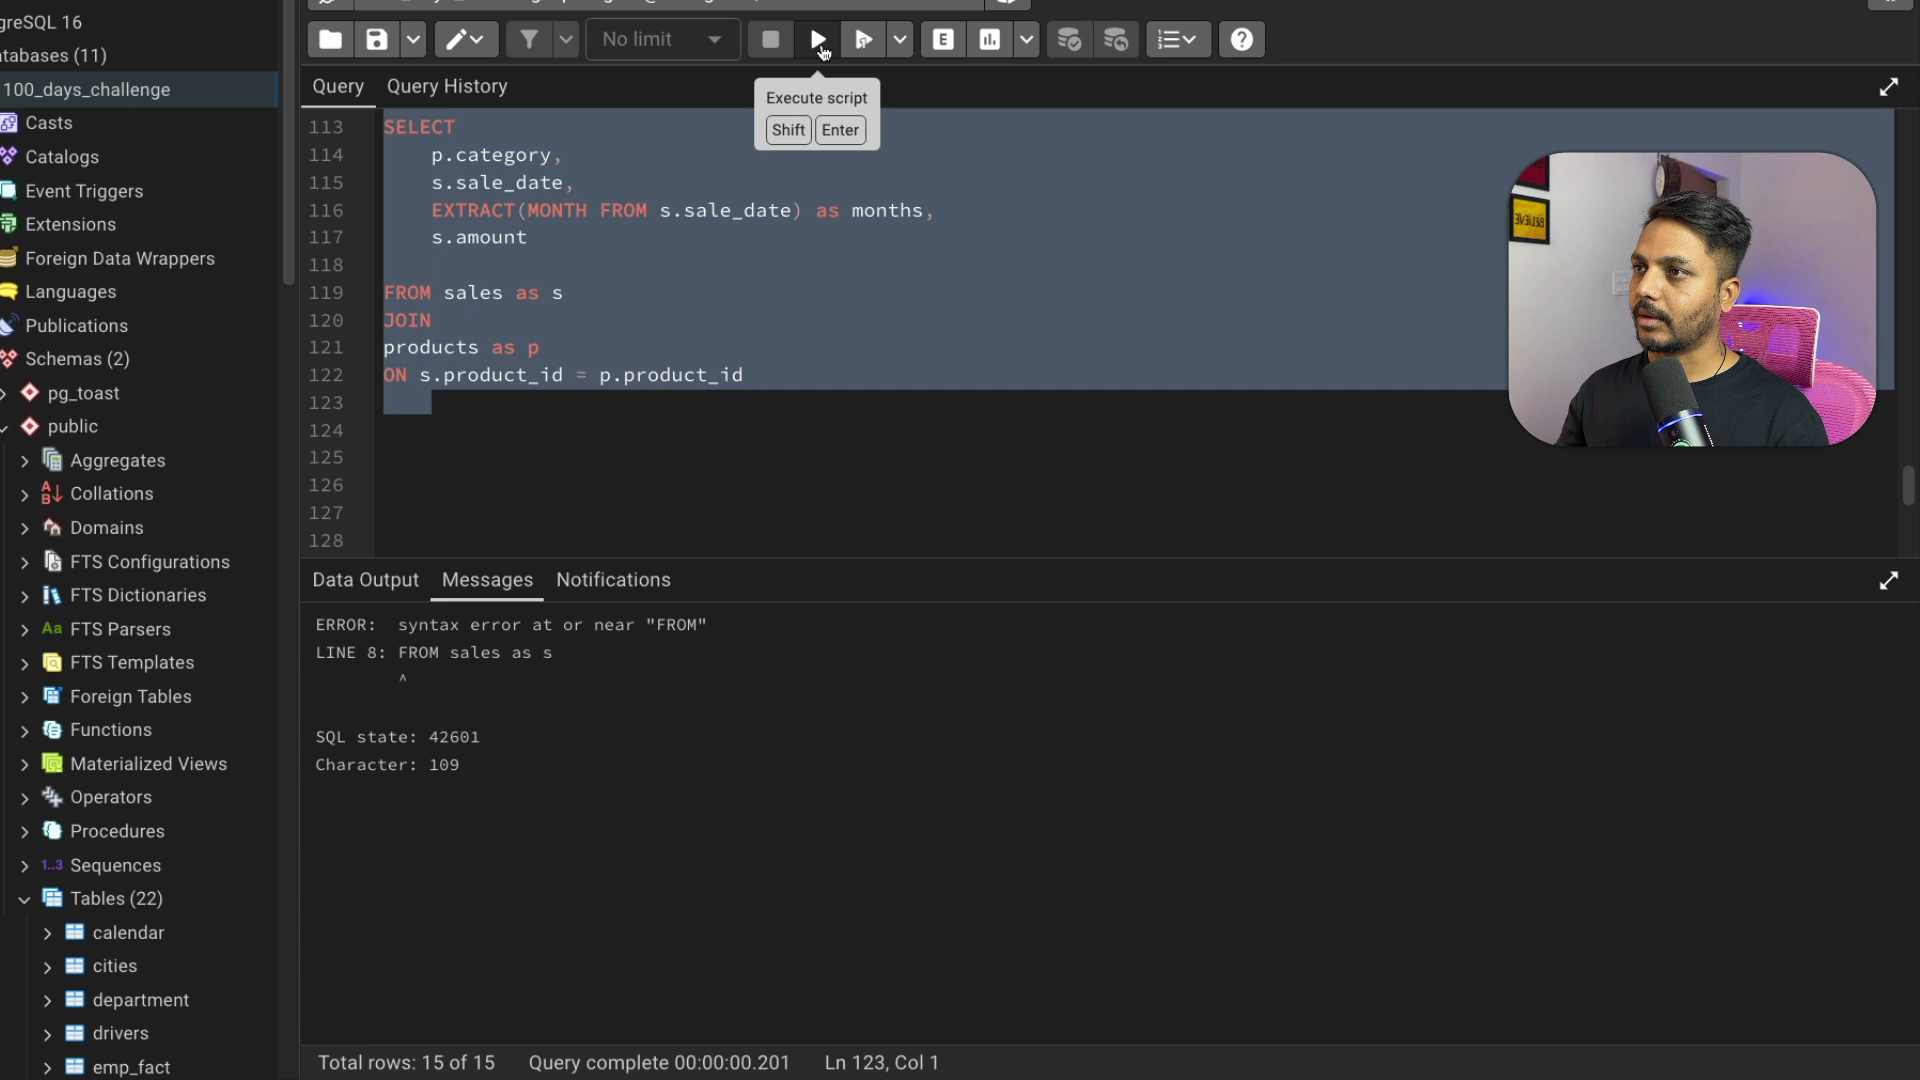 greSQL 16
atabases (11)
100_days_challenge
Casts
Catalogs
Event Triggers
Extensions
Foreign Data Wrappers
Languages
Publications
Schemas (2)
pg_toast
public
Aggregates
Collations
Domains
FTS Configurations
FTS Dictionaries
Aa FTS Parsers
FTS Templates
Foreign Tables
Functions
Materialized Views
Operators
Procedures
1..3 Sequences
Tables (22)
calendar
cities
department
drivers
emp_fact
No limit
E
Query Query History
Execute script
Shift Enter
113 SELECT
114 p.category,
115 s.sale_date,
116 EXTRACT(MONTH FROM s.sale_date) as months,
117 s.amount
118
119 FROM sales as s
120 JOIN
121 products as p
122 ON s.product_id = p.product_id
123
124
125
126
127
128
BELIEVE
Data Output Messages Notifications
ERROR: syntax error at or near "FROM"
LINE 8: FROM sales as s
^
SQL state: 42601
Character: 109
Total rows: 15 of 15 Query complete 00:00:00.201 Ln 123, Col 1